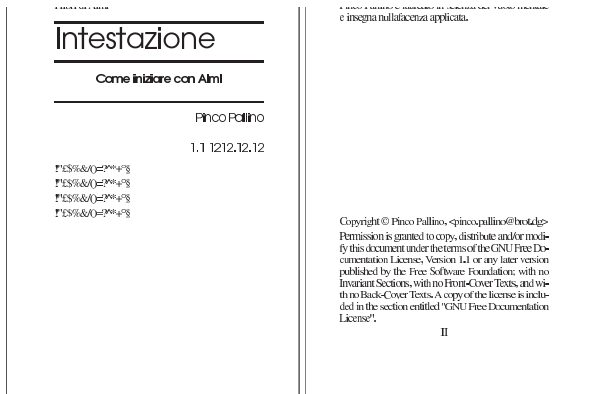 Intestazione
Come iniziare con Alml
Pinco Pallino
1.1 1212.12.12
!"£$%&/()=?'^*+°§
!"£$%&/()=?'^*+°§
!"£$%&/()=?'^*+°§
!"£$%&/()=?'^*+°§
e insegna nullafacenza applicata.
Copyright © Pinco Pallino, <pinco.pallino@brot.dg>
Permission is granted to copy, distribute and/or modi-
fy this document under the terms of the GNU Free Do-
cumentation License, Version 1.1 or any later version
published by the Free Software Foundation; with no
Invariant Sections, with no Front-Cover Texts, and wi-
th no Back-Cover Texts. A copy of the license is inclu-
ded in the section entitled "GNU Free Documentation
License".
II